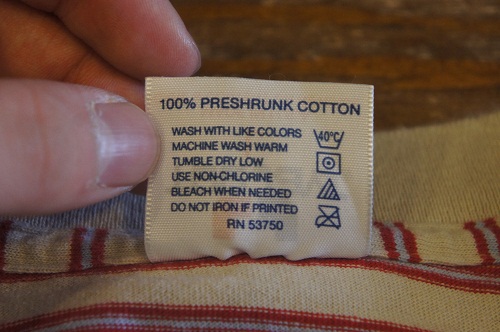 100% PRESHRUNK COTTON
WASH WITH LIKE COLORS
MACHINE WASH WARM
TUMBLE DRY LOW
USE NON-CHLORINE
BLEACH WHEN NEEDED
DO NOT IRON IF PRINTED
RN 53750
40°C